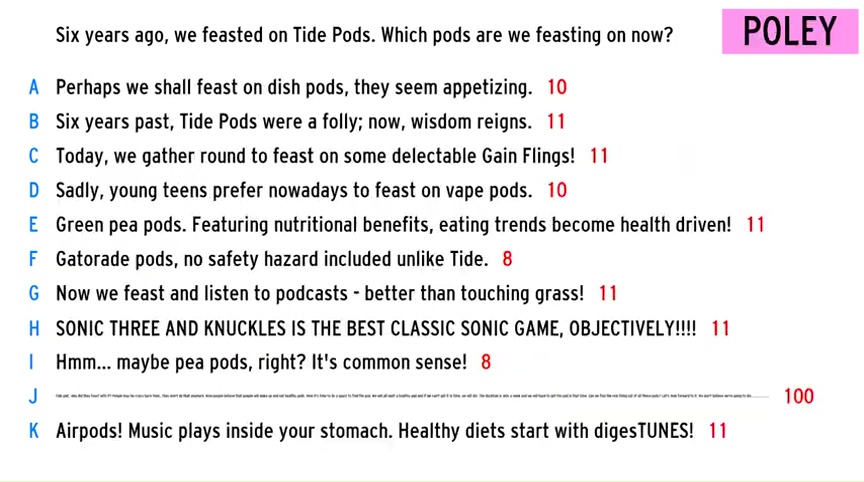 Six years ago, we feasted on Tide Pods. Which pods are we feasting on now?
POLEY
A Perhaps we shall feast on dish pods, they seem appetizing. 10
B Six years past, Tide Pods were a folly; now, wisdom reigns. 11
C Today, we gather round to feast on some delectable Gain Flings! 11
D Sadly, young teens prefer nowadays to feast on vape pods. 10
E Green pea pods. Featuring nutritional benefits, eating trends become health driven! 11
F Gatorade pods, no safety hazard included unlike Tide. 8
G Now we feast and listen to podcasts - better than touching grass! 11
H SONIC THREE AND KNUCKLES IS THE BEST CLASSIC SONIC GAME, OBJECTIVELY!!!! 11
I Hmm... maybe pea pods, right? It's common sense! 8
J 100
K Airpods! Music plays inside your stomach. Healthy diets start with digesTUNES! 11